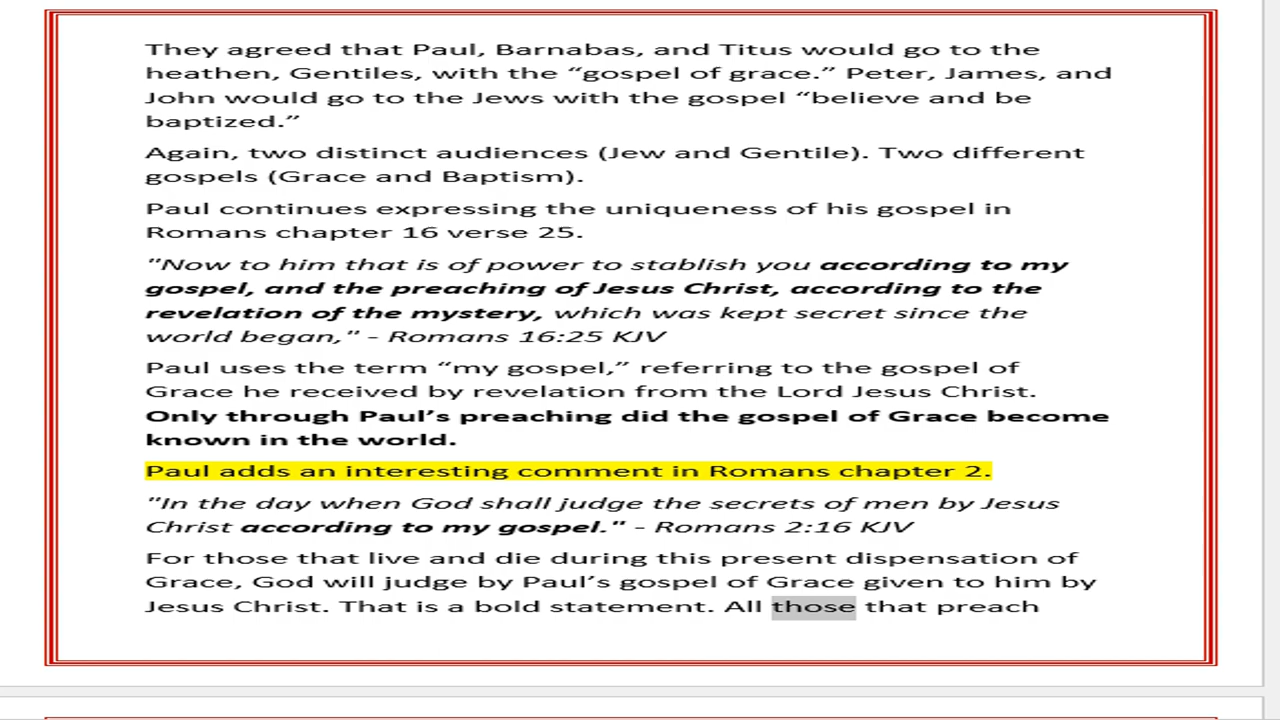 They agreed that Paul, Barnabas, and Titus would go to the
heathen, Gentiles, with the “gospel of grace.” Peter, James, and
John would go to the Jews with the gospel “believe and be
baptized.”
Again, two distinct audiences (Jew and Gentile). Two different
gospels (Grace and Baptism).
Paul continues expressing the uniqueness of his gospel in
Romans chapter 16 verse 25.
"Now to him that is of power to stablish you according to my
gospel, and the preaching of Jesus Christ, according to the
revelation of the mystery, which was kept secret since the
world began," - Romans 16:25 KJV
Paul uses the term “my gospel,” referring to the gospel of
Grace he received by revelation from the Lord Jesus Christ.
Only through Paul’s preaching did the gospel of Grace become
known in the world.
Paul adds an interesting comment in Romans chapter 2.
"In the day when God shall judge the secrets of men by Jesus
Christ according to my gospel." - Romans 2:16 KJV
For those that live and die during this present dispensation of
Grace, God will judge by Paul’s gospel of Grace given to him by
Jesus Christ. That is a bold statement. All those that preach